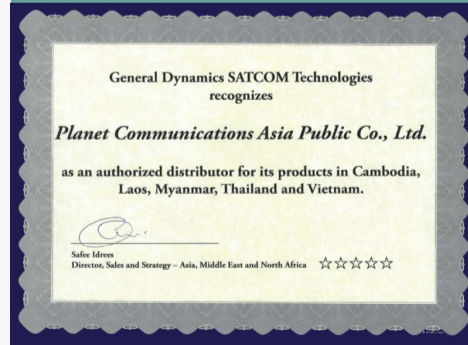 General Dynamics SATCOM Technologies
recognizes
Planet Communications Asia Public Co., Ltd.
as an authorized distributor for its products in Cambodia,
Laos, Myanmar, Thailand and Vietnam.
Safee Idrees
Director, Sales and Strategy – Asia, Middle East and North Africa ☆☆☆☆☆